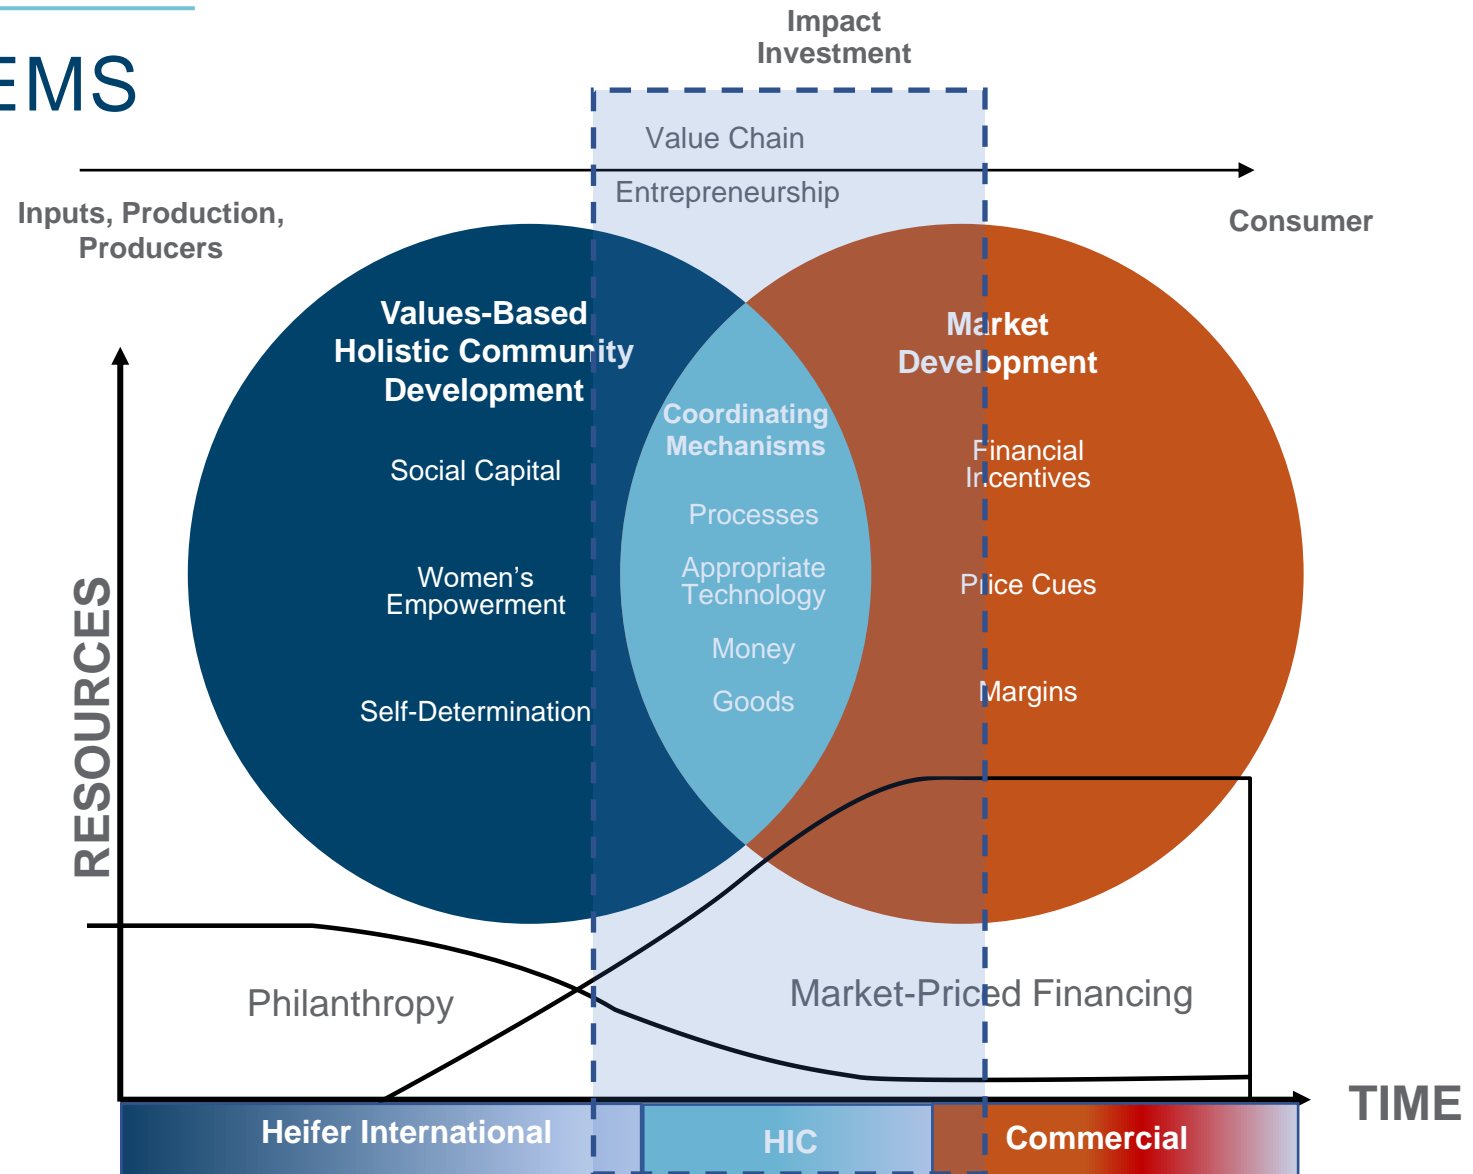 EMS
Impact
Investment
Value Chain
Entrepreneurship
Inputs, Production,
Producers
Consumer
Values-Based
Holistic Community
Development
Social Capital
Women’s
Empowerment
Self-Determination
Coordinating
Mechanisms
Processes
Appropriate
Technology
Money
Goods
Market
Development
Financial
Incentives
Price Cues
Margins
RESOURCES
Philanthropy
Market-Priced Financing
TIME
Heifer International
HIC
Commercial